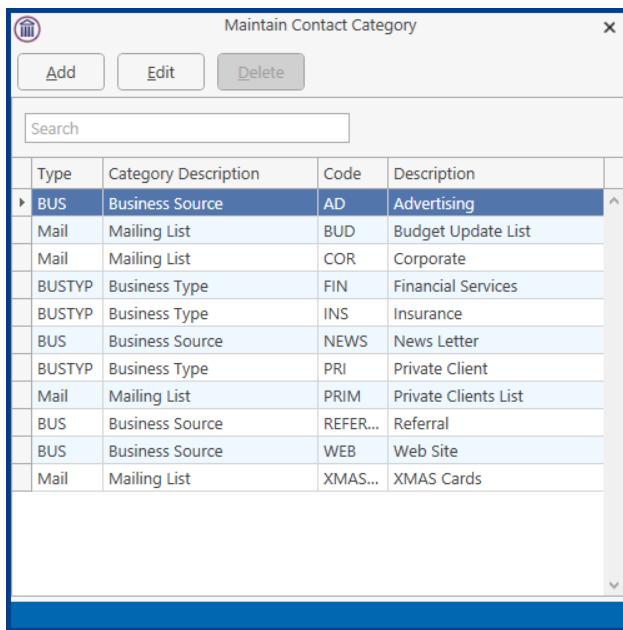 Maintain Contact Category
Add Edit Delete
Search
Type Category Description Code Description
BUS Business Source AD Advertising
Mail Mailing List BUD Budget Update List
Mail Mailing List COR Corporate
BUSTYP Business Type FIN Financial Services
BUSTYP Business Type INS Insurance
BUS Business Source NEWS News Letter
BUSTYP Business Type PRI Private Client
Mail Mailing List PRIM Private Clients List
BUS Business Source REFER... Referral
BUS Business Source WEB Web Site
Mail Mailing List XMAS... XMAS Cards